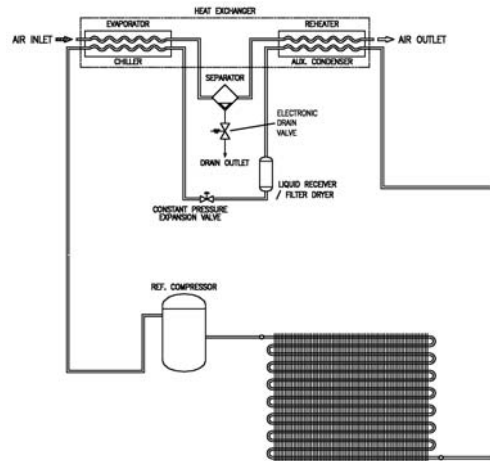 HEAT EXCHANGER
EVAPORATOR
REHEATER
AIR INLET
AIR OUTLET
CHILLER
AUX. CONDENSER
SEPARATOR
ELECTRONIC
DRAIN
VALVE
DRAIN OUTLET
LIQUID RECEIVER
/ FILTER DRYER
CONSTANT PRESSURE
EXPANSION VALVE
REF. COMPRESSOR